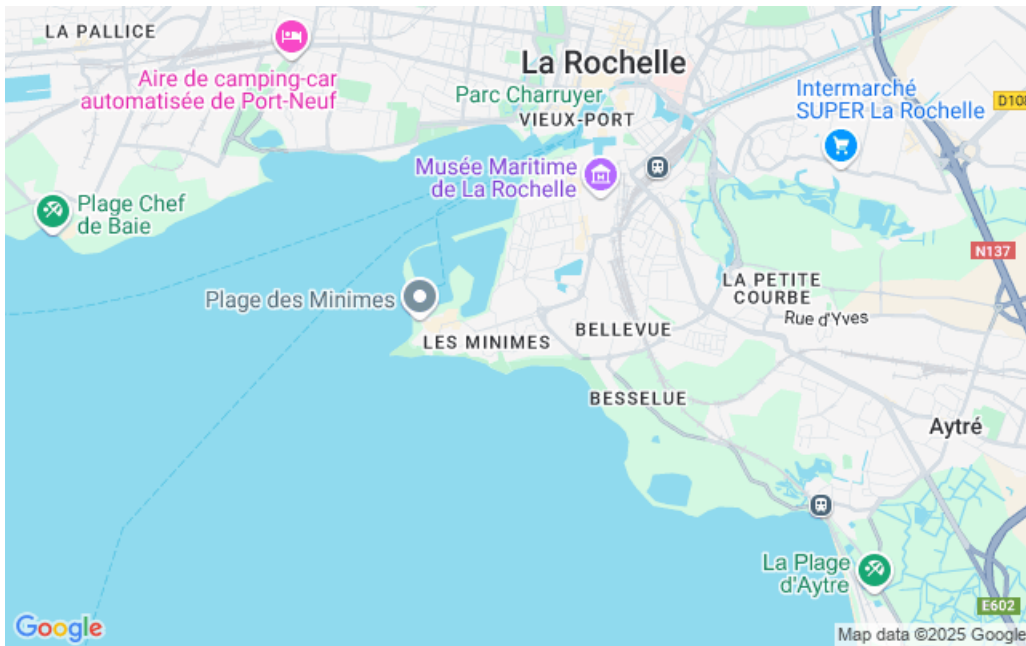 LA PALLICE
La Rochelle
Aire de camping-car
automatisée de Port-Neuf
Parc Charruyer
VIEUX-PORT
Intermarché
SUPER La Rochelle
D108
Musée Maritime
de La Rochelle
Plage Chef
de Baie
N137
Plage des Minimes
LA PETITE
COURBE
Rue d'Yves
LES MINIMES
BELLEVUE
BESSELUE
Aytré
La Plage
d'Aytre
E602
Google
Map data ©2025 Google